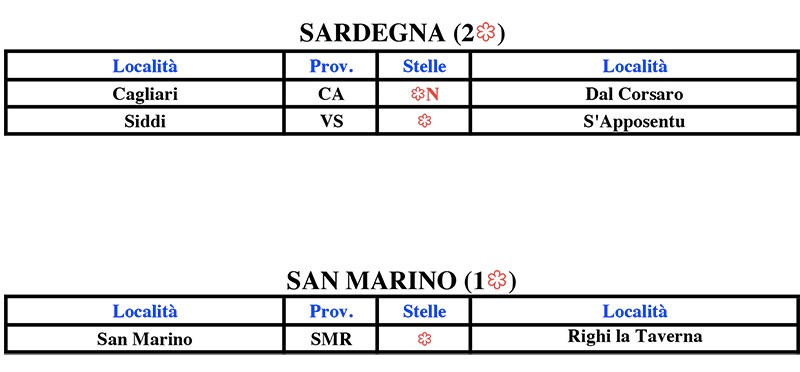 SARDEGNA (2)
Località Prov. Stelle Località
Cagliari CA N Dal Corsaro
Siddi VS S'Apposentu
SAN MARINO (1)
Località Prov. Stelle Località
San Marino SMR Righi la Taverna